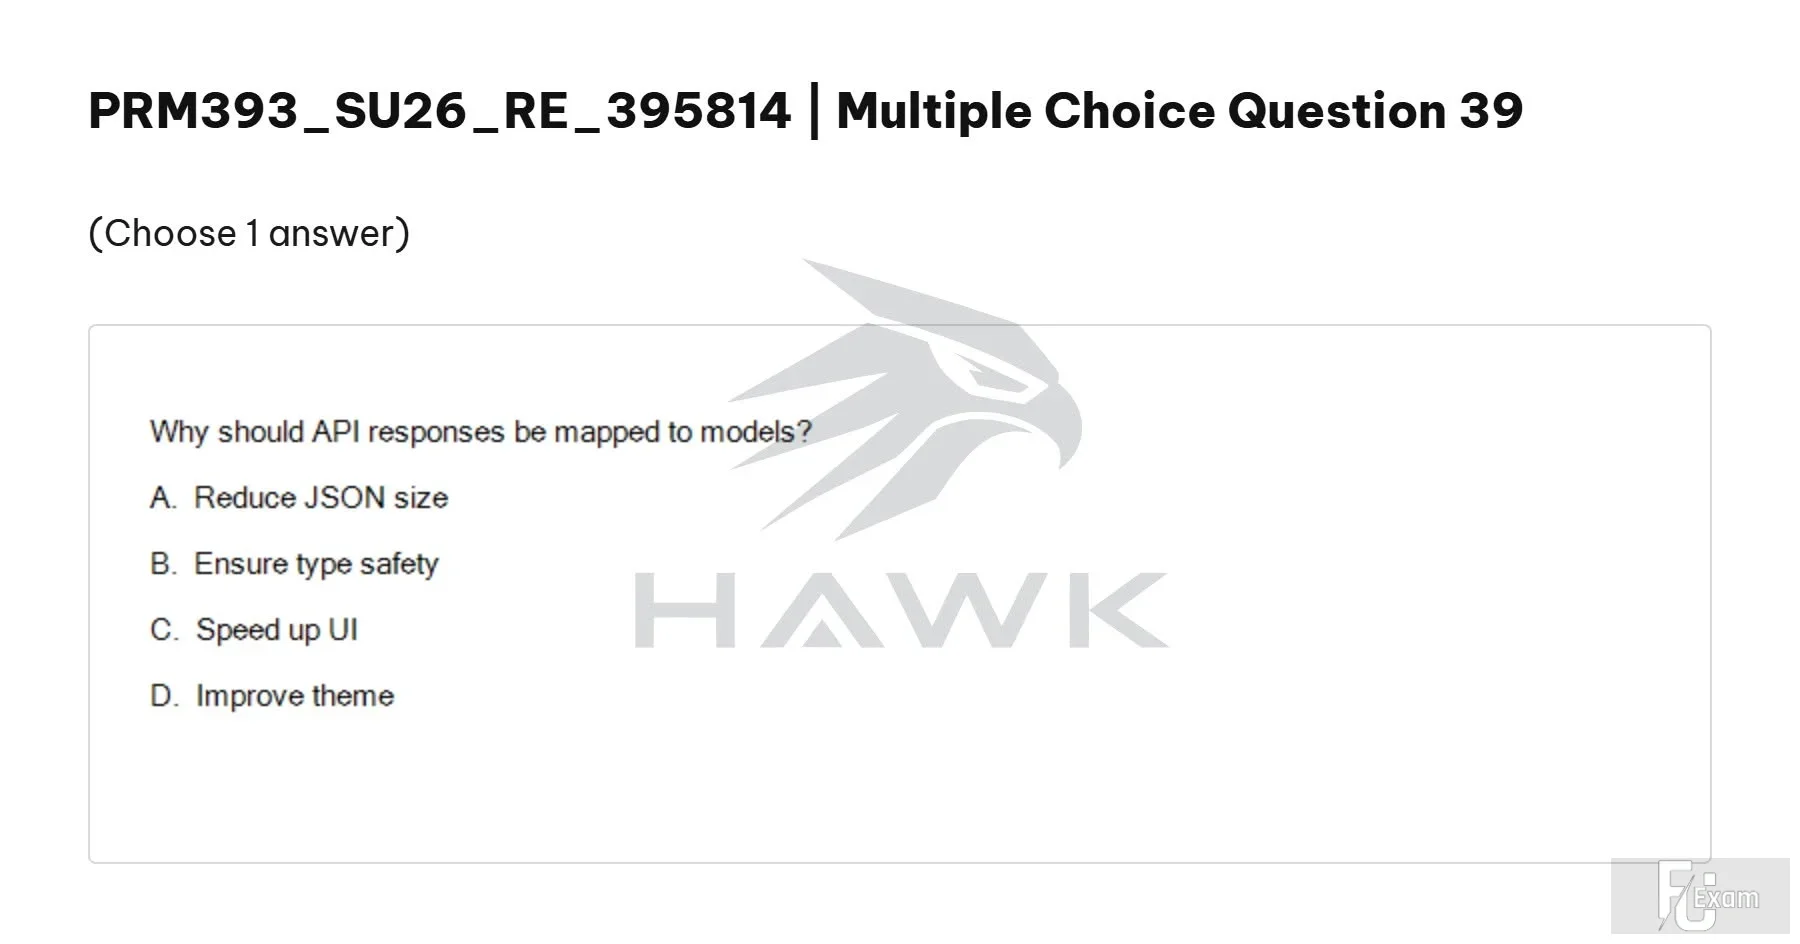 PRM393_SU26_RE_395814 | Multiple Choice Question 39
(Choose 1 answer)
Why should API responses be mapped to models?
A. Reduce JSON size
B. Ensure type safety
C. Speed up UI
D. Improve theme
HAWK
FU Exam